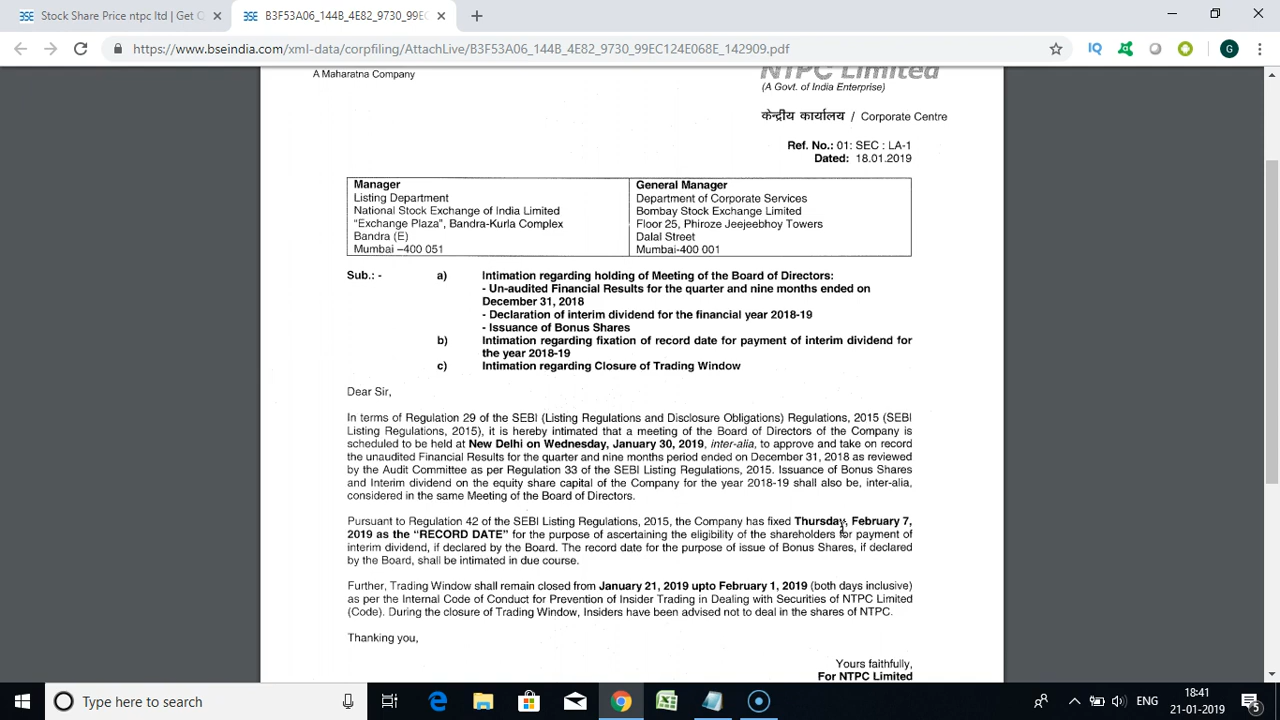 Stock Share Price ntpc ltd | Get Q
B3F53A06_144B_4E82_9730_99EC
https://www.bseindia.com/xml-data/corpfiling/AttachLive/B3F53A06_144B_4E82_9730_99EC124E068E_142909.pdf
IQ
G
A Maharatna Company
NTPC Limited
(A Govt. of India Enterprise)
केन्द्रीय कार्यालय / Corporate Centre
Ref. No.: 01: SEC : LA-1
Dated: 18.01.2019
Manager
Listing Department
National Stock Exchange of India Limited
“Exchange Plaza”, Bandra-Kurla Complex
Bandra (E)
Mumbai –400 051
General Manager
Department of Corporate Services
Bombay Stock Exchange Limited
Floor 25, Phiroze Jeejeebhoy Towers
Dalal Street
Mumbai-400 001
Sub.: - a) Intimation regarding holding of Meeting of the Board of Directors:
- Un-audited Financial Results for the quarter and nine months ended on
December 31, 2018
- Declaration of interim dividend for the financial year 2018-19
- Issuance of Bonus Shares
b) Intimation regarding fixation of record date for payment of interim dividend for
the year 2018-19
c) Intimation regarding Closure of Trading Window
Dear Sir,
In terms of Regulation 29 of the SEBI (Listing Regulations and Disclosure Obligations) Regulations, 2015 (SEBI
Listing Regulations, 2015), it is hereby intimated that a meeting of the Board of Directors of the Company is
scheduled to be held at New Delhi on Wednesday, January 30, 2019, inter-alia, to approve and take on record
the unaudited Financial Results for the quarter and nine months period ended on December 31, 2018 as reviewed
by the Audit Committee as per Regulation 33 of the SEBI Listing Regulations, 2015. Issuance of Bonus Shares
and Interim dividend on the equity share capital of the Company for the year 2018-19 shall also be, inter-alia,
considered in the same Meeting of the Board of Directors.
Pursuant to Regulation 42 of the SEBI Listing Regulations, 2015, the Company has fixed Thursday, February 7,
2019 as the “RECORD DATE” for the purpose of ascertaining the eligibility of the shareholders for payment of
interim dividend, if declared by the Board. The record date for the purpose of issue of Bonus Shares, if declared
by the Board, shall be intimated in due course.
Further, Trading Window shall remain closed from January 21, 2019 upto February 1, 2019 (both days inclusive)
as per the Internal Code of Conduct for Prevention of Insider Trading in Dealing with Securities of NTPC Limited
(Code). During the closure of Trading Window, Insiders have been advised not to deal in the shares of NTPC.
Thanking you,
Yours faithfully,
For NTPC Limited
Type here to search
ENG
18:41
21-01-2019
5